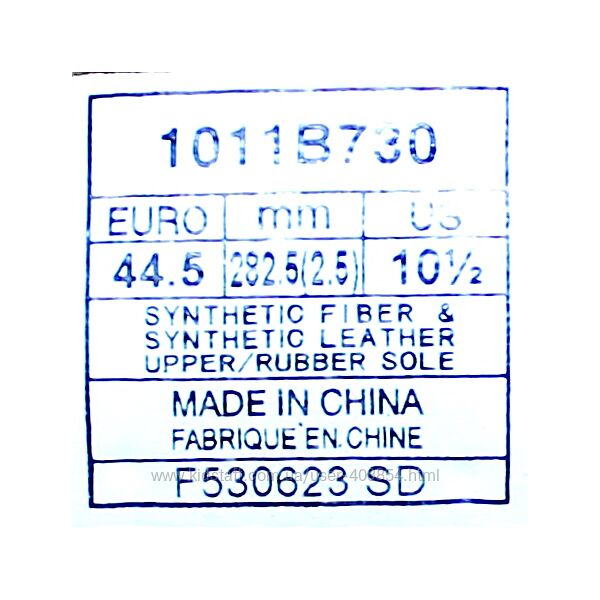 1011B730
EURO mm US
44.5 282.5(2.5) 10½
SYNTHETIC FIBER &
SYNTHETIC LEATHER
UPPER/RUBBER SOLE
MADE IN CHINA
FABRIQUE EN CHINE
F530623 SD